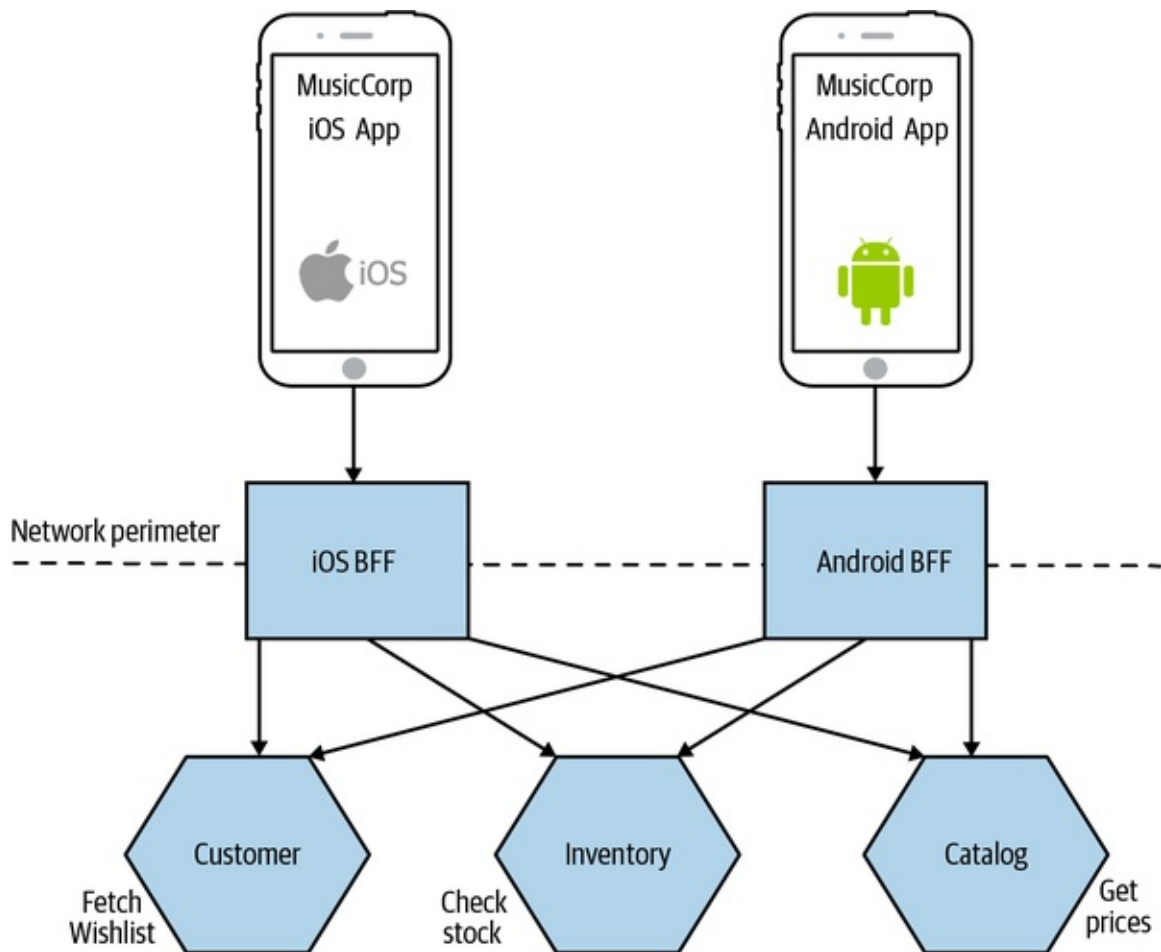 MusicCorp
iOS App
iOS
MusicCorp
Android App
Network perimeter
iOS BFF
Android BFF
Customer
Inventory
Catalog
Fetch
Wishlist
Check
stock
Get
prices